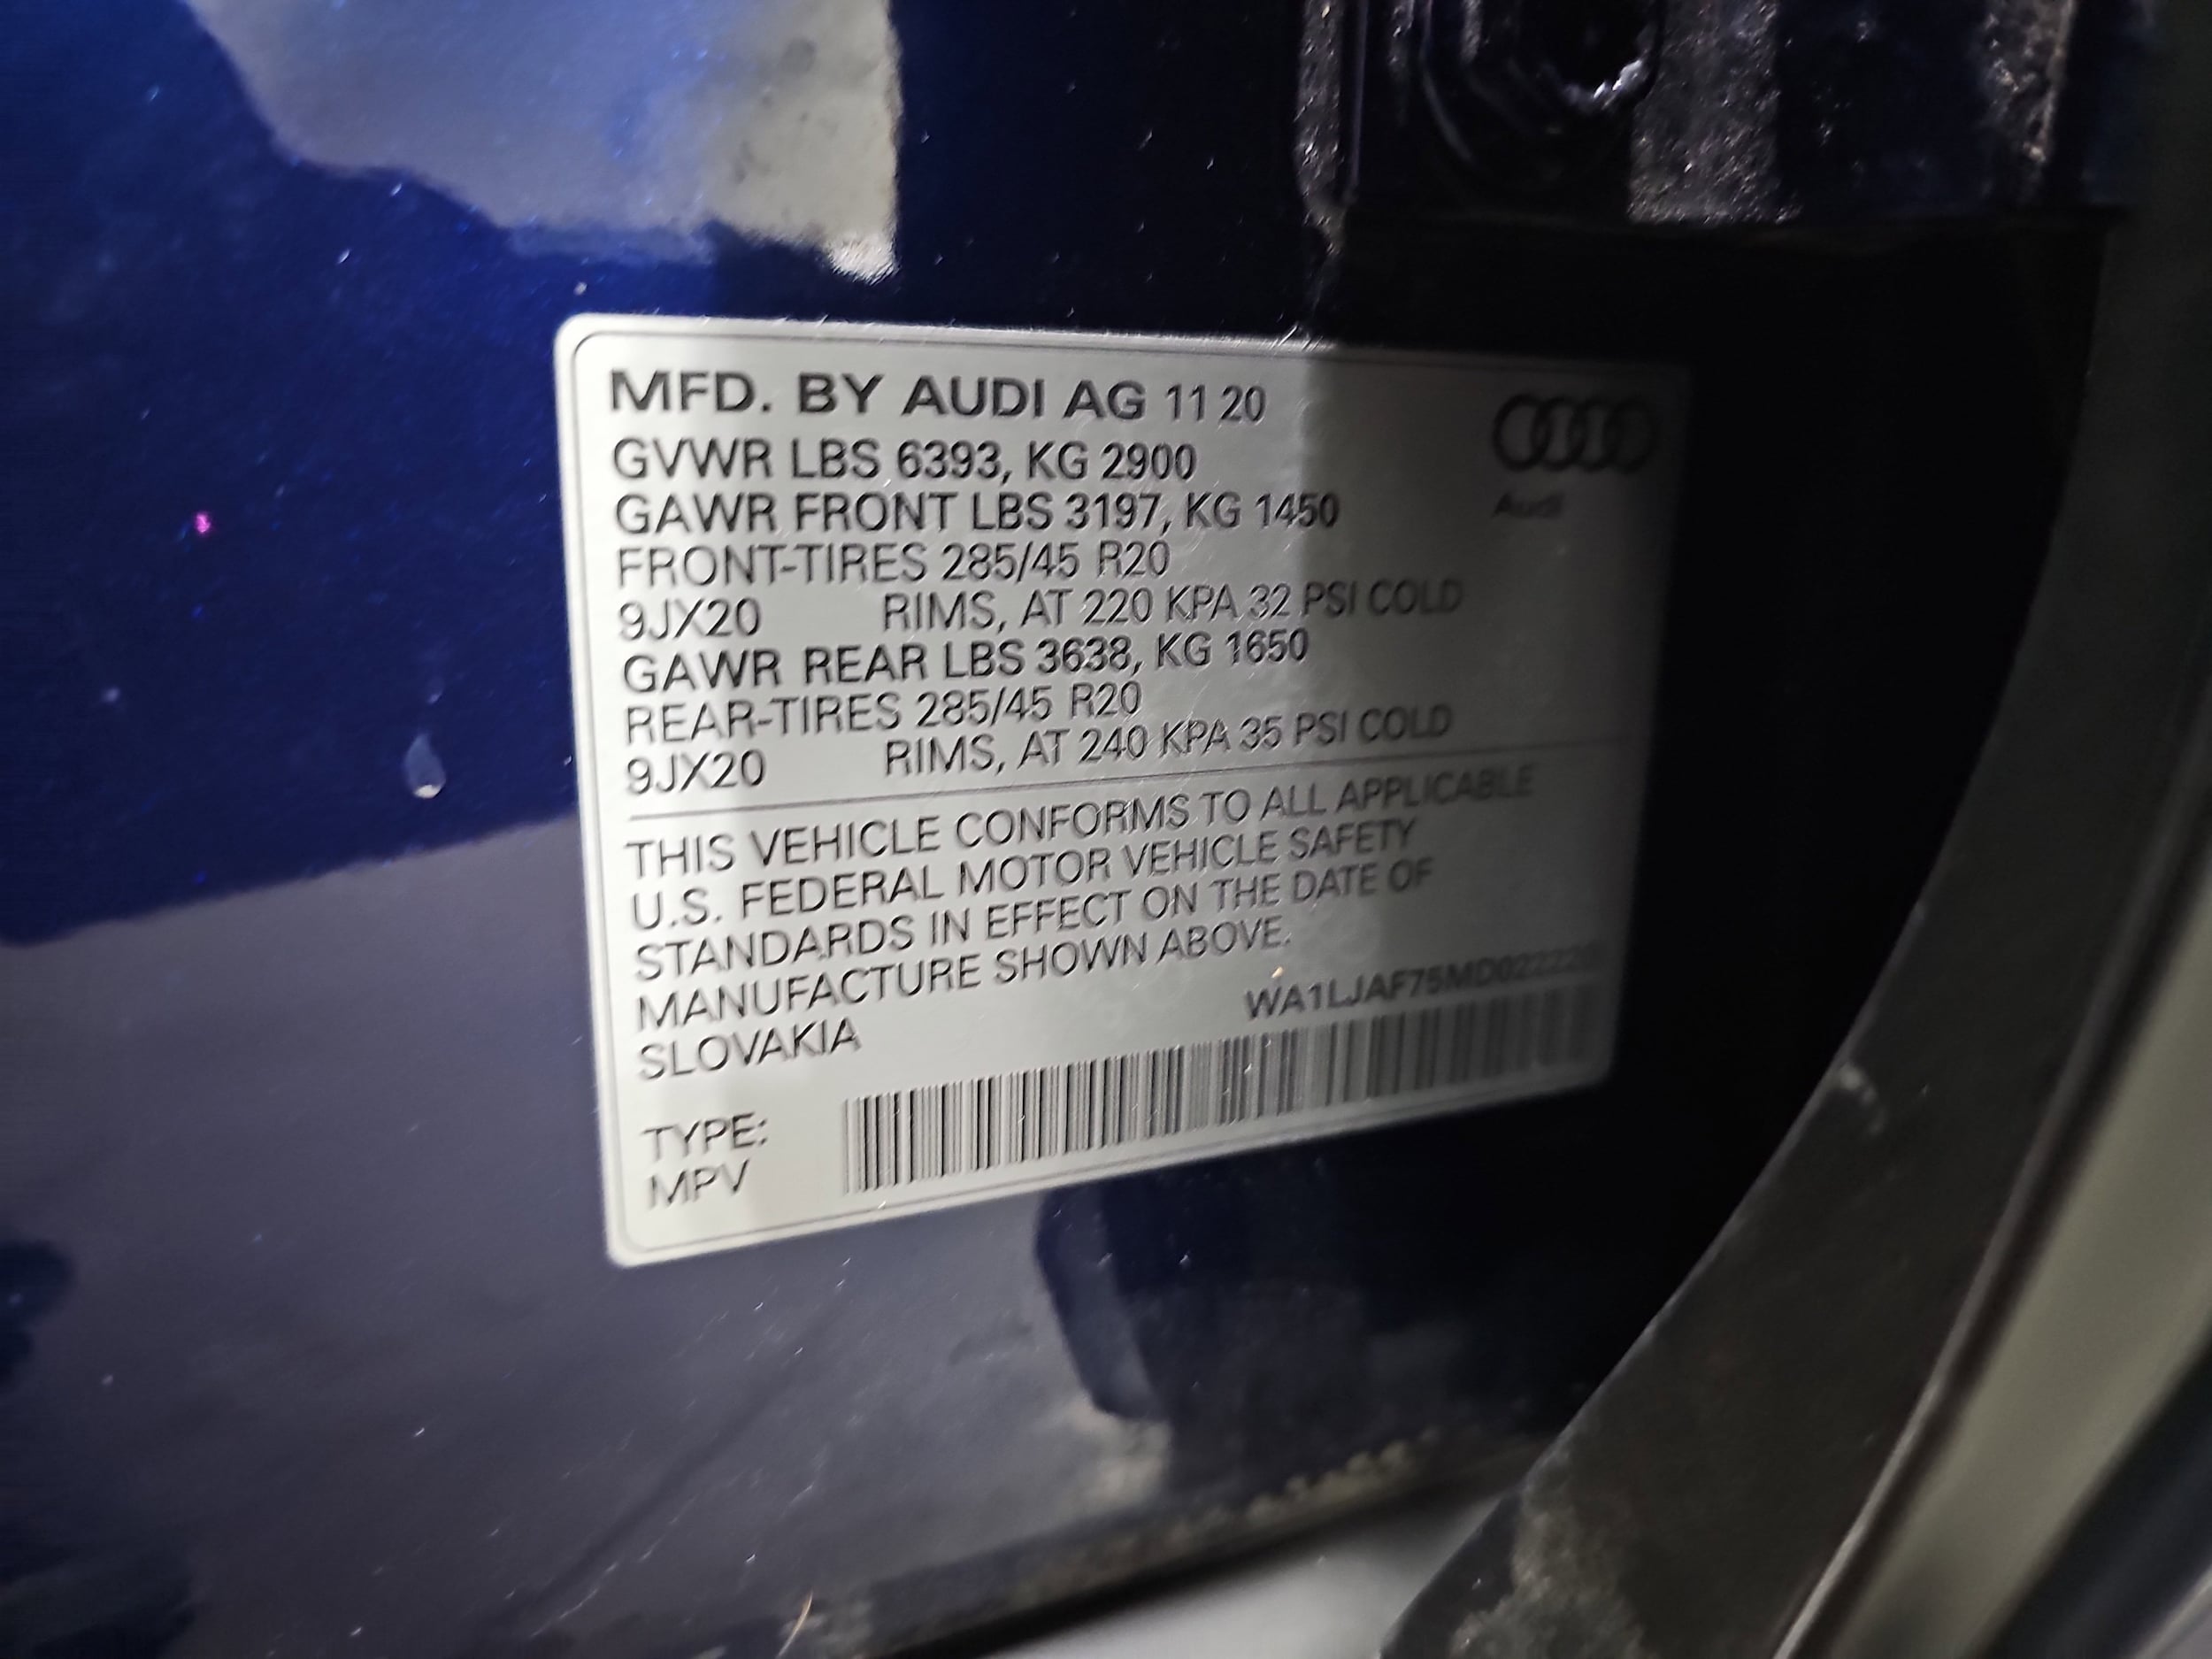 MFD. BY AUDI AG 11 20
GVWR LBS 6393, KG 2900
GAWR FRONT LBS 3197, KG 1450
Audi
FRONT-TIRES 285/45 R20
9JX20 RIMS, AT 220 KPA 32 PSI COLD
GAWR REAR LBS 3638, KG 1650
REAR-TIRES 285/45 R20
9JX20 RIMS, AT 240 KPA 35 PSI COLD
THIS VEHICLE CONFORMS TO ALL APPLICABLE
U.S. FEDERAL MOTOR VEHICLE SAFETY
STANDARDS IN EFFECT ON THE DATE OF
MANUFACTURE SHOWN ABOVE.
SLOVAKIA
TYPE:
MPV